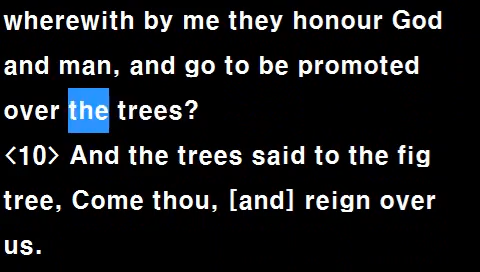 wherewith by me they honour God
and man, and go to be promoted
over the trees?
<10> And the trees said to the fig
tree, Come thou, [and] reign over
us.